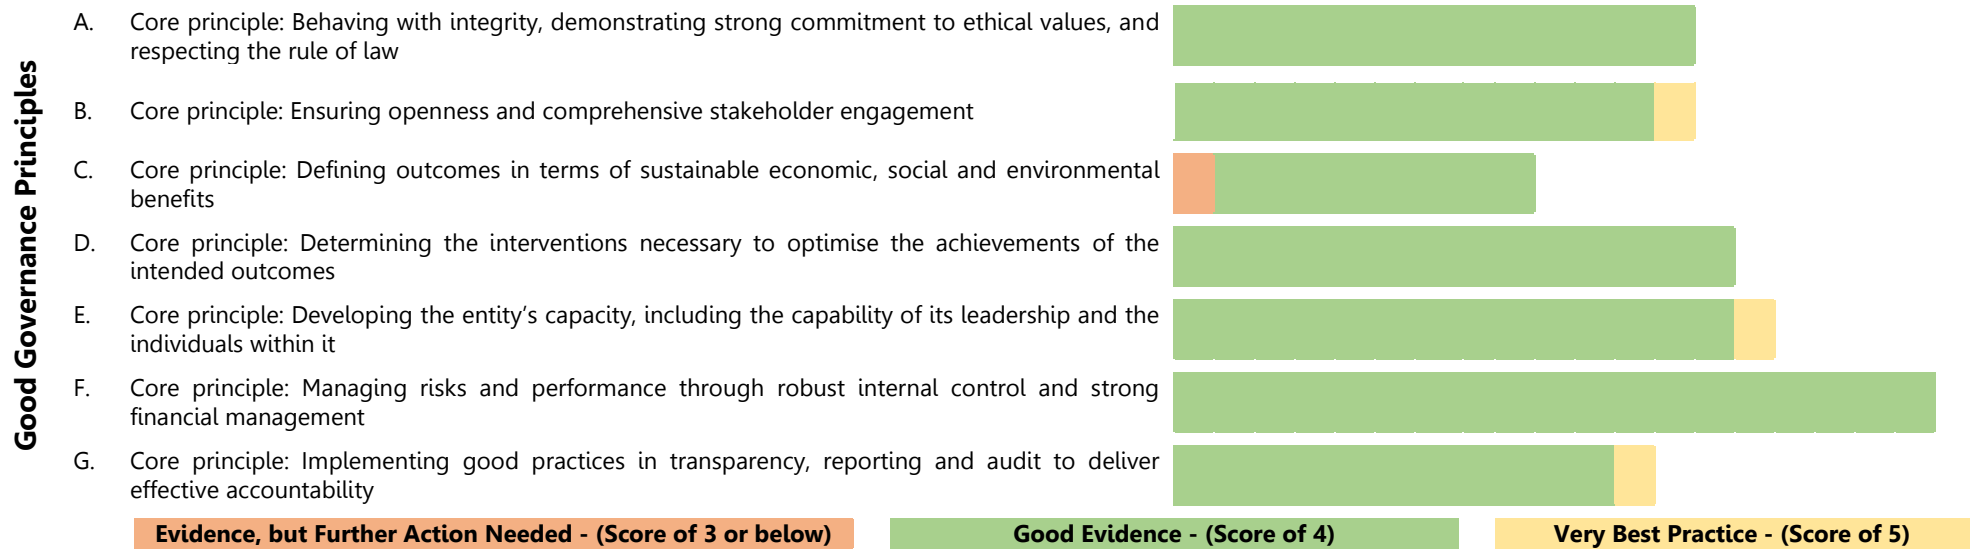 Good Governance Principles
A. Core principle: Behaving with integrity, demonstrating strong commitment to ethical values, and
respecting the rule of law
B. Core principle: Ensuring openness and comprehensive stakeholder engagement
C. Core principle: Defining outcomes in terms of sustainable economic, social and environmental
benefits
D. Core principle: Determining the interventions necessary to optimise the achievements of the
intended outcomes
E. Core principle: Developing the entity’s capacity, including the capability of its leadership and the
individuals within it
F. Core principle: Managing risks and performance through robust internal control and strong
financial management
G. Core principle: Implementing good practices in transparency, reporting and audit to deliver
effective accountability
Evidence, but Further Action Needed - (Score of 3 or below)
Good Evidence - (Score of 4)
Very Best Practice - (Score of 5)